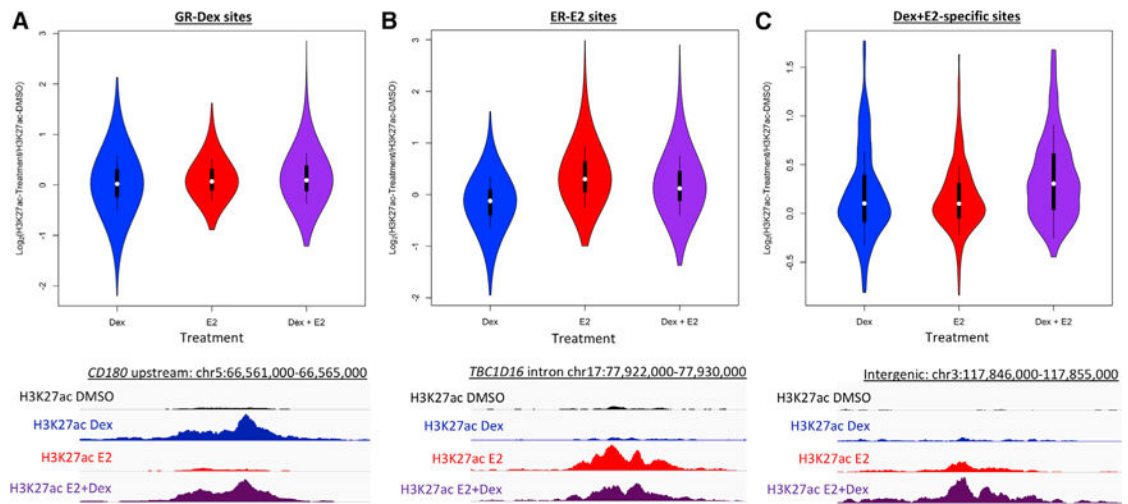 A
GR-Dex sites
Log2(H3K27ac-Treatment/H3K27ac-DMSO)
3
2
1
0
-1
-2
Dex
E2
Dex + E2
Treatment
CD180 upstream: chr5:66,561,000-66,565,000
H3K27ac DMSO
H3K27ac Dex
H3K27ac E2
H3K27ac E2+Dex
B
ER-E2 sites
Log2(H3K27ac-Treatment/H3K27ac-DMSO)
3
2
1
0
-1
-2
Dex
E2
Dex + E2
Treatment
TBC1D16 intron chr17:77,922,000-77,930,000
H3K27ac DMSO
H3K27ac Dex
H3K27ac E2
H3K27ac E2+Dex
C
Dex+E2-specific sites
Log2(H3K27ac-Treatment/H3K27ac-DMSO)
1.5
1.0
0.5
0.0
-0.5
Dex
E2
Dex + E2
Treatment
Intergenic: chr3:117,846,000-117,855,000
H3K27ac DMSO
H3K27ac Dex
H3K27ac E2
H3K27ac E2+Dex